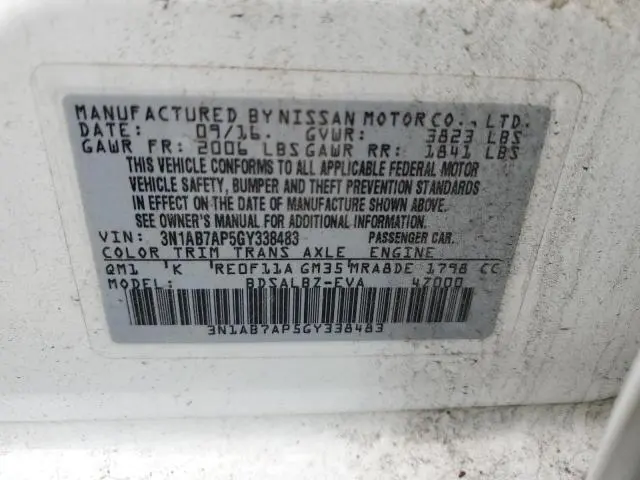 MANUFACTURED BY NISSAN MOTOR CO., LTD.
DATE: 09/16. GVWR: 3823 LBS
GAWR FR: 2006 LBS GAWR RR: 1841 LBS
THIS VEHICLE CONFORMS TO ALL APPLICABLE FEDERAL MOTOR
VEHICLE SAFETY, BUMPER AND THEFT PREVENTION STANDARDS
IN EFFECT ON THE DATE OF MANUFACTURE SHOWN ABOVE.
SEE OWNER'S MANUAL FOR ADDITIONAL INFORMATION.
VIN: 3N1AB7AP5GY338483 PASSENGER CAR.
COLOR TRIM TRANS AXLE ENGINE
QM1 K RE0F11A GM35 MRA8DE 1798 CC
MODEL: BDSALBZ-EVA 47000
3N1AB7AP5GY338483